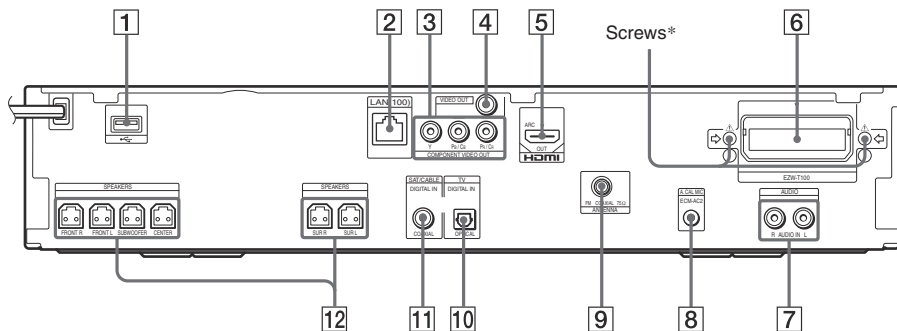 1
2
3
4
5
Screws*
6
LAN(100)
VIDEO OUT
Y
PB / CB
PR / CR
COMPONENT VIDEO OUT
ARC
OUT
HDMI
EZW-T100
SPEAKERS
FRONT R
FRONT L
SUBWOOFER
CENTER
SPEAKERS
SUR R
SUR L
SAT/CABLE
DIGITAL IN
COAXIAL
TV
DIGITAL IN
OPTICAL
FM COAXIAL 75Ω
ANTENNA
A.CAL MIC
ECM-AC2
AUDIO
R AUDIO IN L
12
11
10
9
8
7